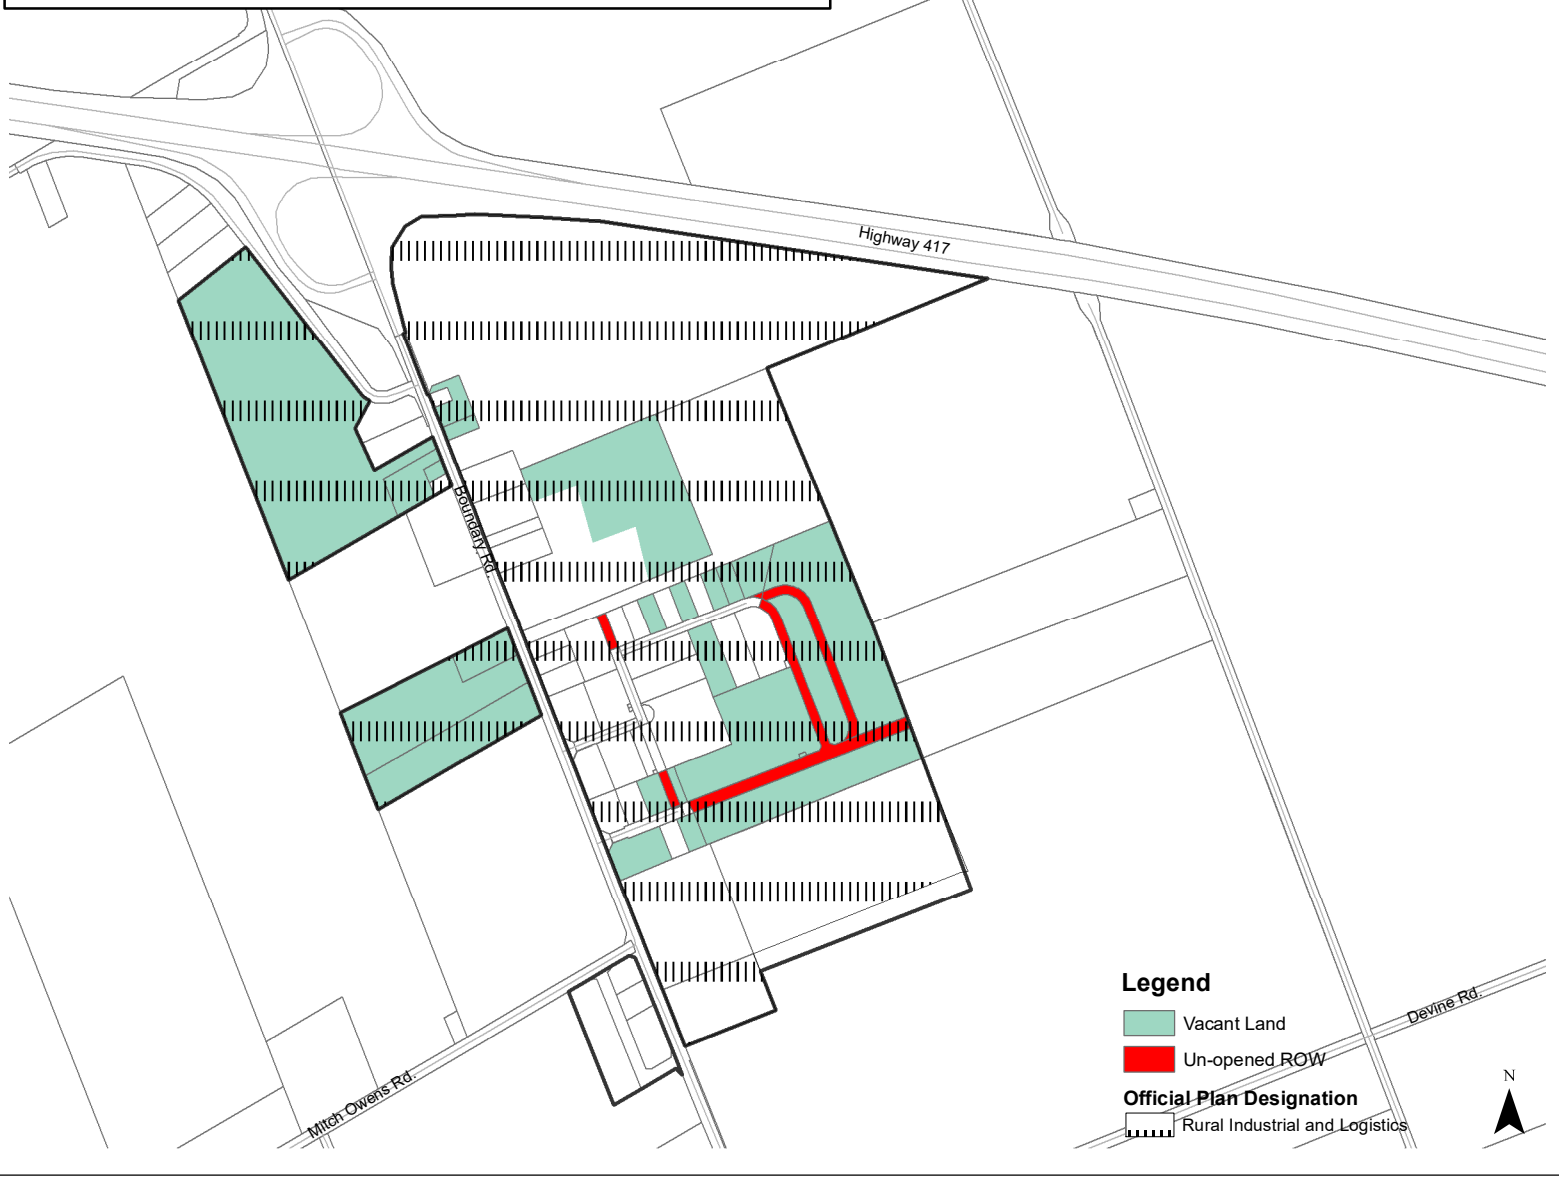 Highway 417
Boundary Rd.
Mitch Owens Rd.
Devine Rd.
Legend
Vacant Land
Un-opened ROW
Official Plan Designation
Rural Industrial and Logistics
N